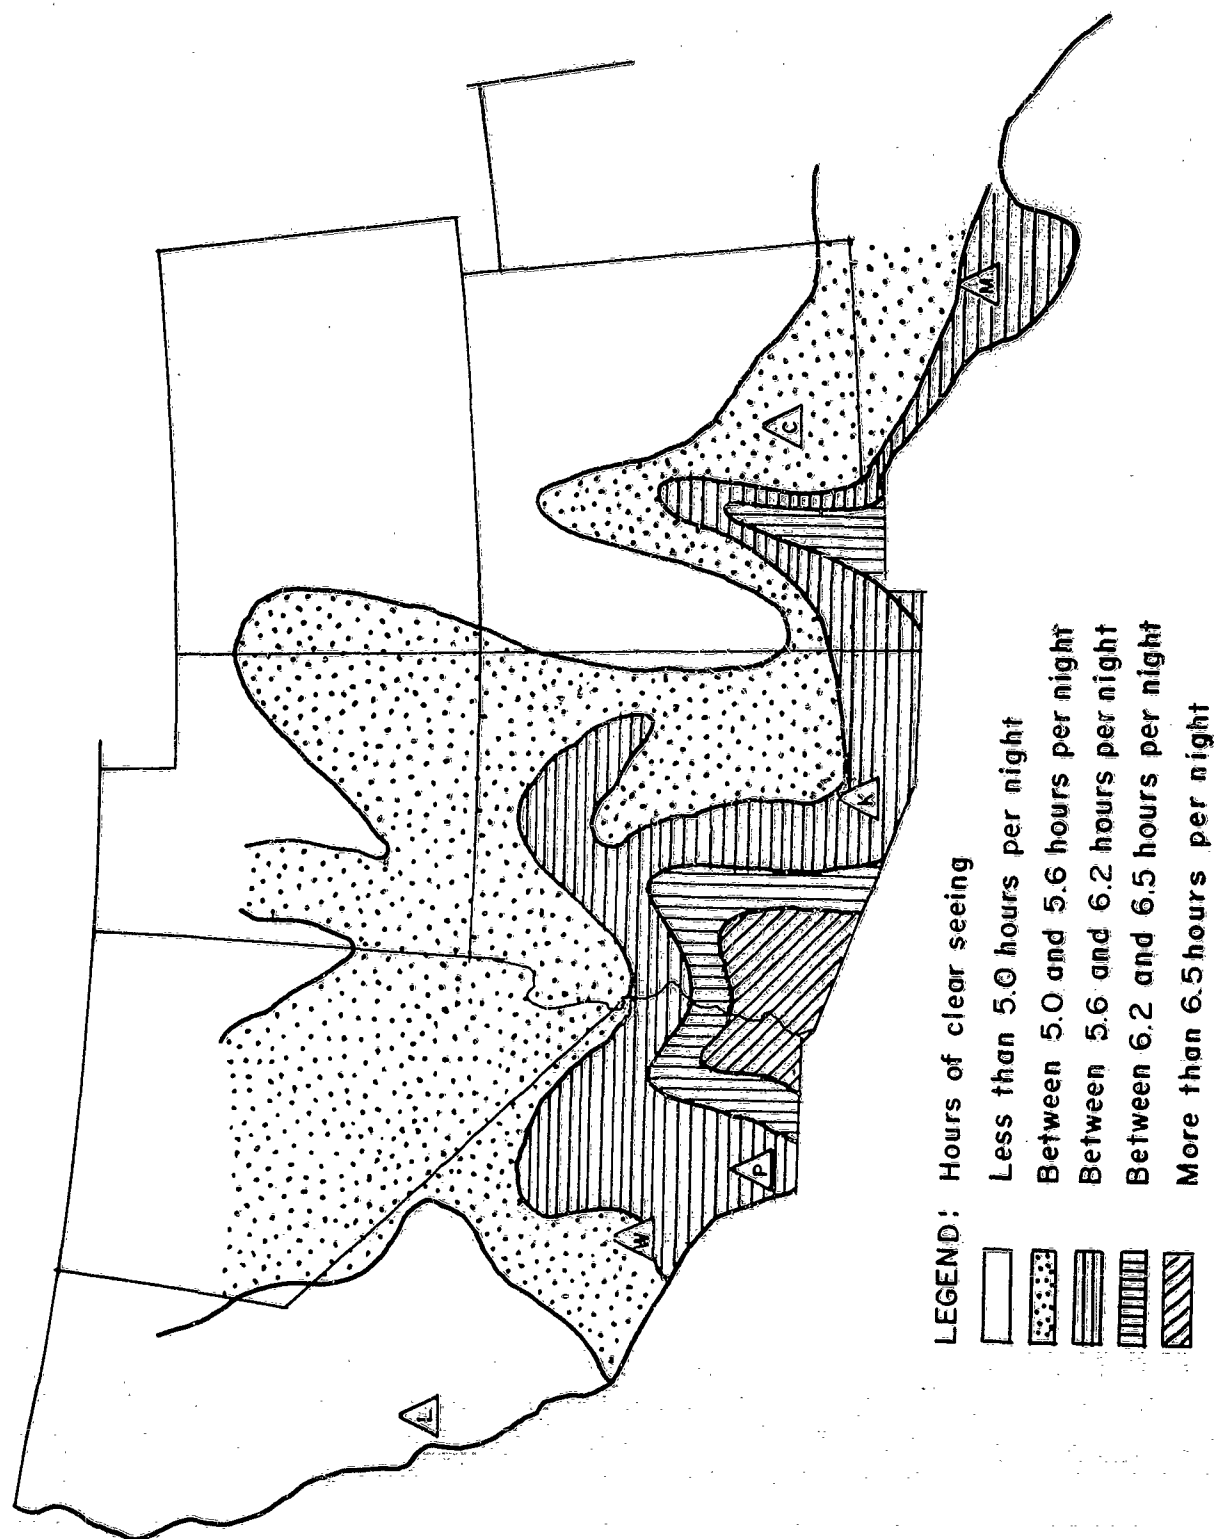 L
W
P
K
C
M
LEGEND: Hours of clear seeing
Less than 5.0 hours per night
Between 5.0 and 5.6 hours per night
Between 5.6 and 6.2 hours per night
Between 6.2 and 6.5 hours per night
More than 6.5 hours per night